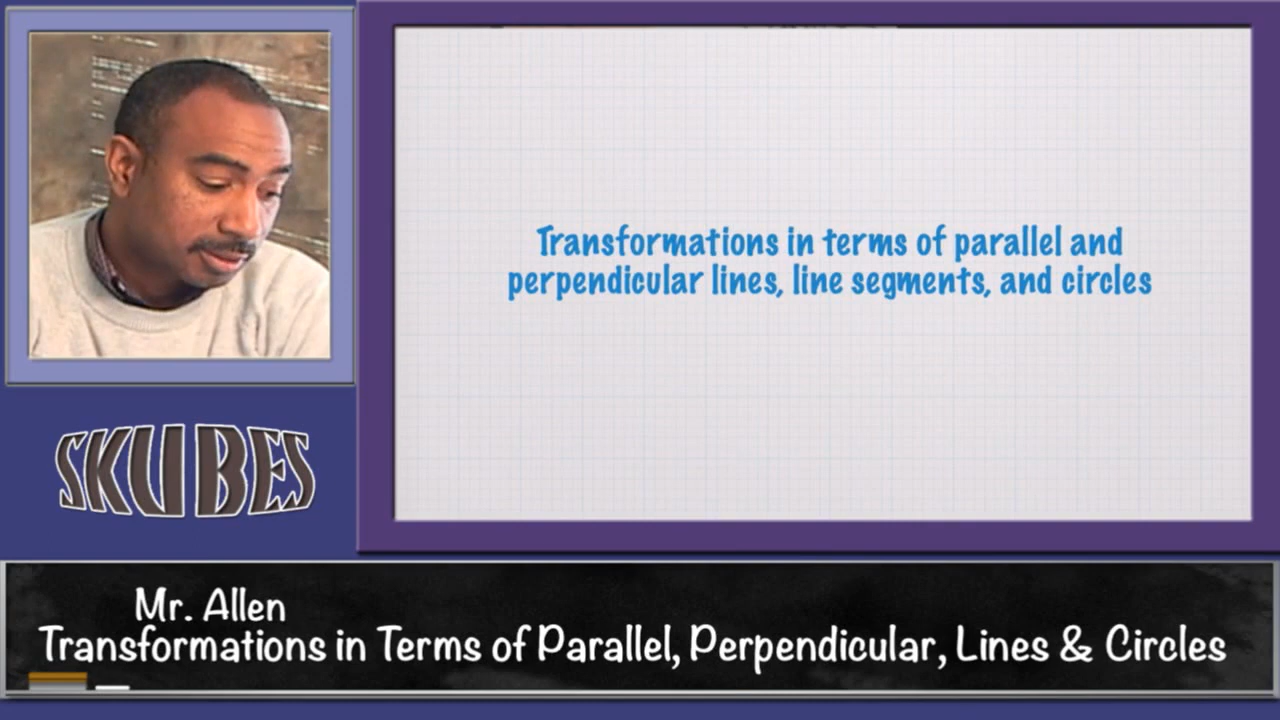 Transformations in terms of parallel and
perpendicular lines, line segments, and circles
SKUBES
Mr. Allen
Transformations in Terms of Parallel, Perpendicular, Lines & Circles